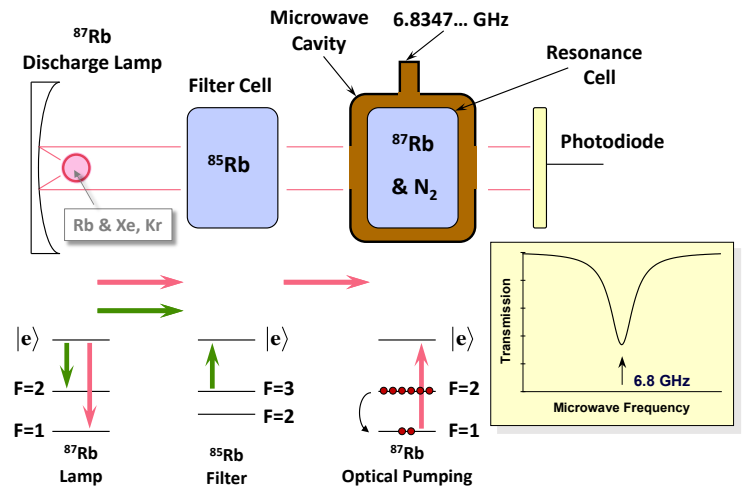 ⁸⁷Rb
Discharge Lamp
Microwave
Cavity
6.8347... GHz
Resonance
Cell
Filter Cell
⁸⁵Rb
⁸⁷Rb
& N₂
Photodiode
Rb & Xe, Kr
|e⟩
F=2
F=1
⁸⁷Rb
Lamp
|e⟩
F=3
F=2
⁸⁵Rb
Filter
|e⟩
F=2
F=1
⁸⁷Rb
Optical Pumping
Transmission
6.8 GHz
Microwave Frequency